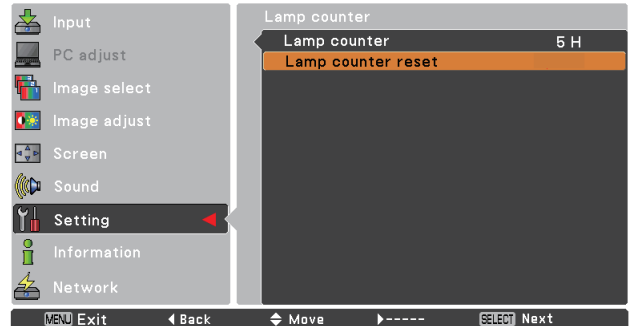 Input
PC adjust
Image select
Image adjust
Screen
Sound
Setting
Information
Network
Lamp counter
Lamp counter 5 H
Lamp counter reset
MENU Exit Back Move ----- SELECT Next